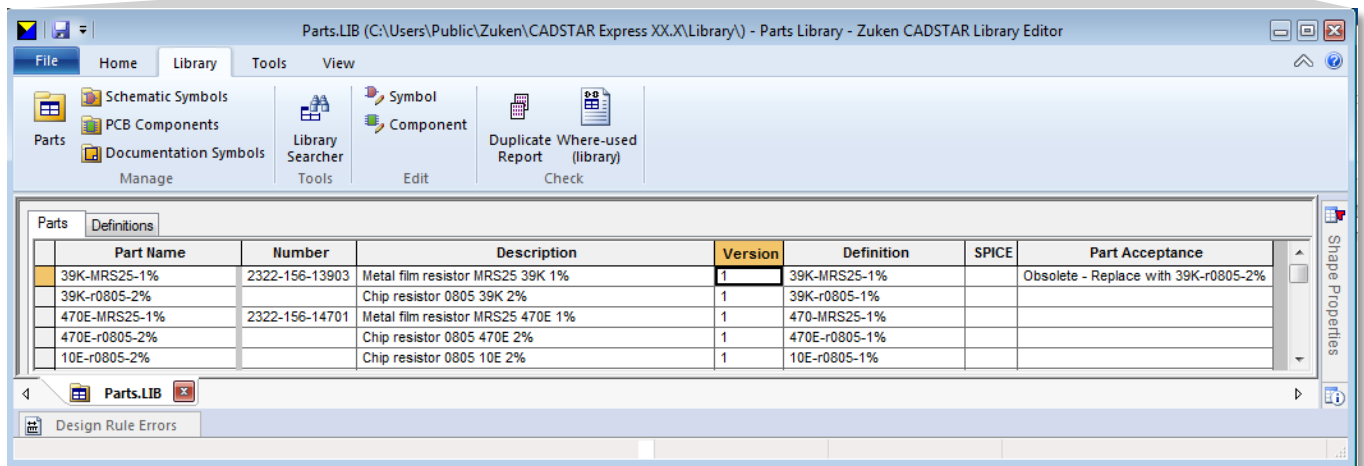 Parts.LIB (C:\Users\Public\Zuken\CADSTAR Express XX.X\Library\) - Parts Library - Zuken CADSTAR Library Editor
File Home Library Tools View
Parts
Schematic Symbols
PCB Components
Documentation Symbols
Manage
Library
Searcher
Tools
Symbol
Component
Edit
Duplicate Where-used
Report (library)
Check
Parts Definitions
Part Name Number Description Version Definition SPICE Part Acceptance
39K-MRS25-1% 2322-156-13903 Metal film resistor MRS25 39K 1% 1 39K-MRS25-1% Obsolete - Replace with 39K-r0805-2%
39K-r0805-2% Chip resistor 0805 39K 2% 1 39K-r0805-1%
470E-MRS25-1% 2322-156-14701 Metal film resistor MRS25 470E 1% 1 470-MRS25-1%
470E-r0805-2% Chip resistor 0805 470E 2% 1 470E-r0805-1%
10E-r0805-2% Chip resistor 0805 10E 2% 1 10E-r0805-1%
Shape Properties
Parts.LIB
Design Rule Errors